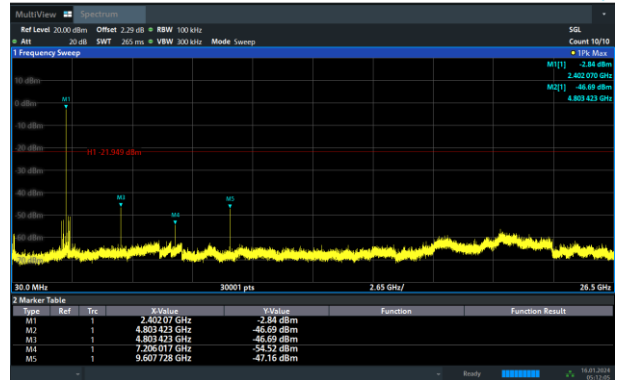 MultiView Spectrum
Ref Level 20.00 dBm Offset 2.29 dB RBW 100 kHz SGL
Att 20 dB SWT 265 ms VBW 300 kHz Mode Sweep Count 10/10
1 Frequency Sweep 1Pk Max
M1[1] -2.84 dBm
2.402 070 GHz
M2[1] -46.69 dBm
4.803 423 GHz
10 dBm
0 dBm
M1
-10 dBm
-20 dBm
H1 -21.949 dBm
-30 dBm
-40 dBm
M3
M5
-50 dBm
M4
-60 dBm
30.0 MHz 30001 pts 2.65 GHz/ 26.5 GHz
2 Marker Table
Type Ref Trc X-Value Y-Value Function Function Result
M1 1 2.402 07 GHz -2.84 dBm
M2 1 4.803 423 GHz -46.69 dBm
M3 1 4.803 423 GHz -46.69 dBm
M4 1 7.206 017 GHz -54.52 dBm
M5 1 9.607 728 GHz -47.16 dBm
Ready 16.01.2024
05:12:05